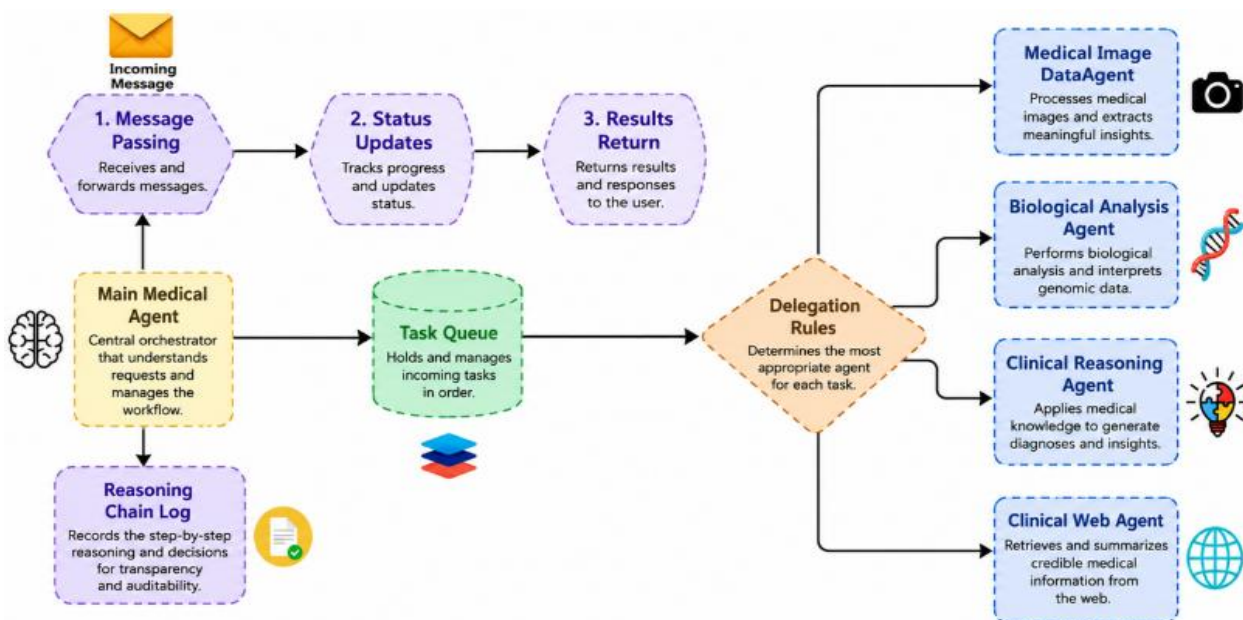 Incoming
Message
1. Message
Passing
Receives and
forwards messages.
2. Status
Updates
Tracks progress
and updates
status.
3. Results
Return
Returns results
and responses
to the user.
Main Medical
Agent
Central orchestrator
that understands
requests and
manages the
workflow.
Reasoning
Chain Log
Records the step-by-step
reasoning and decisions
for transparency
and auditability.
Task Queue
Holds and manages
incoming tasks
in order.
Delegation
Rules
Determines the most
appropriate agent
for each task.
Medical Image
DataAgent
Processes medical
images and extracts
meaningful insights.
Biological Analysis
Agent
Performs biological
analysis and interprets
genomic data.
Clinical Reasoning
Agent
Applies medical
knowledge to generate
diagnoses and insights.
Clinical Web Agent
Retrieves and summarizes
credible medical
information from
the web.